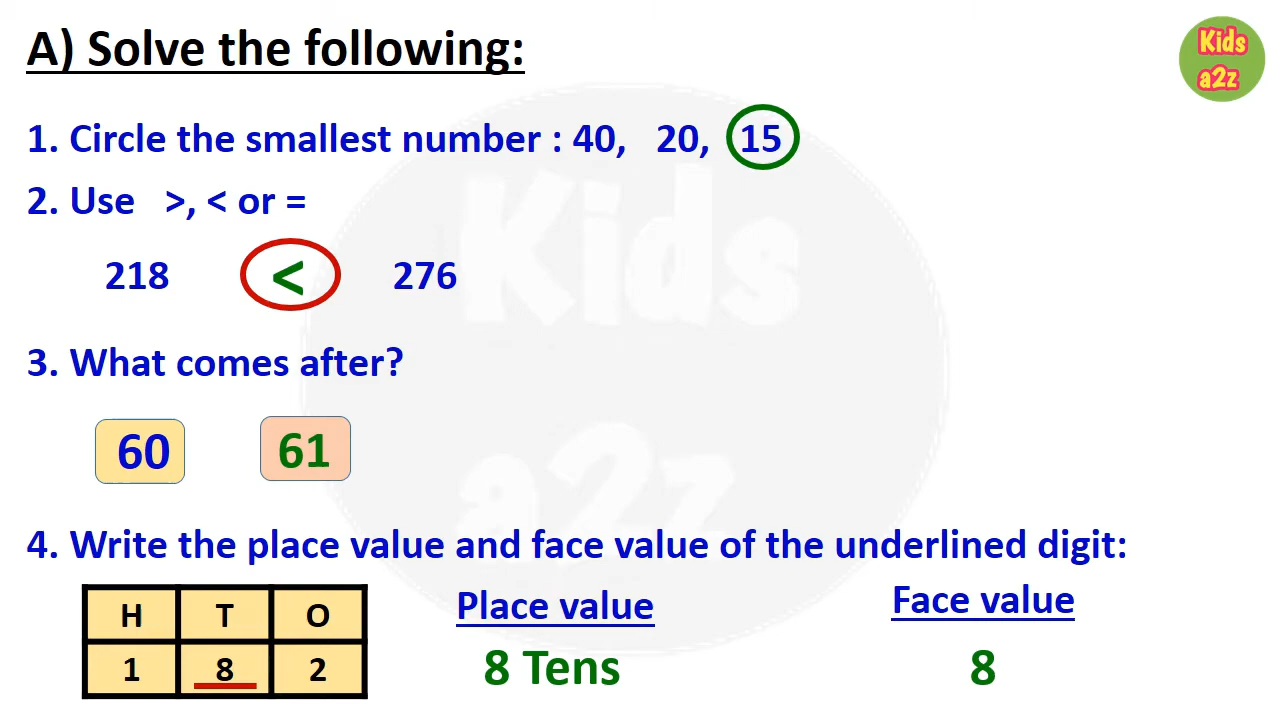 A) Solve the following:
Kids
a2z
1. Circle the smallest number : 40, 20, 15
2. Use >, < or =
218 < 276
3. What comes after?
60 61
4. Write the place value and face value of the underlined digit:
H T O
1 8 2
Place value
8 Tens
Face value
8
Kids
a2z